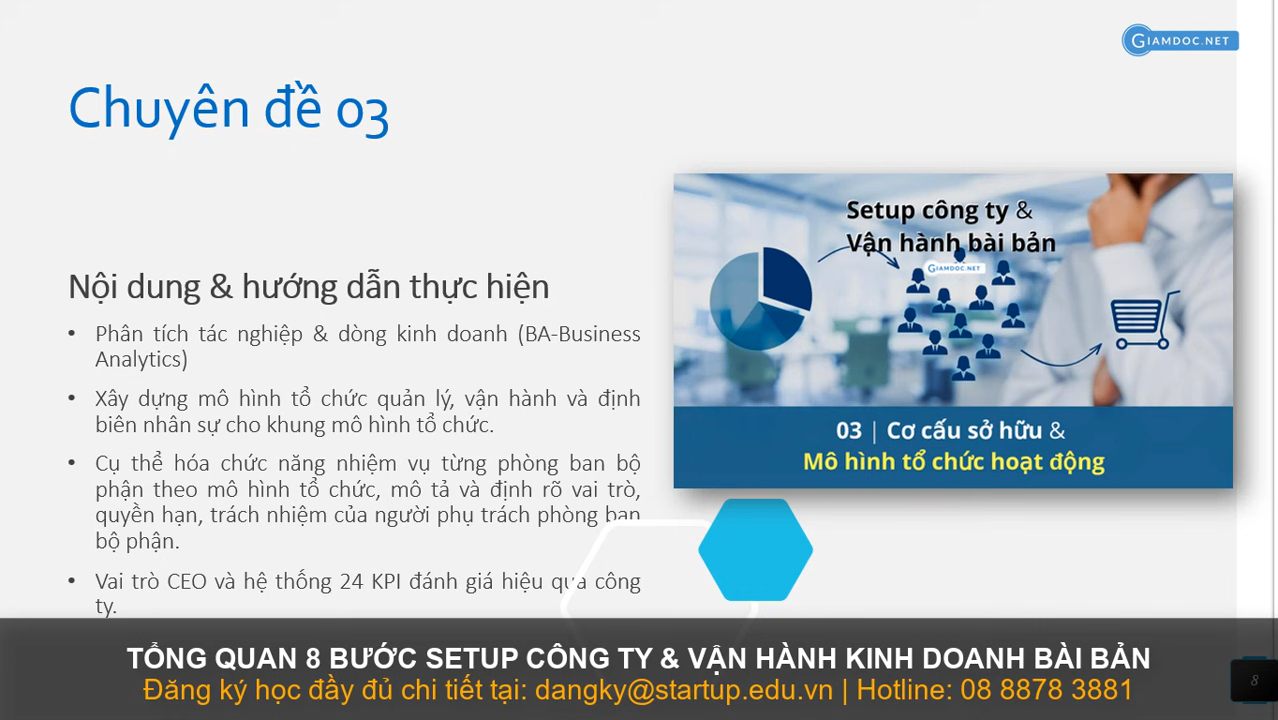 GIAMDOC.NET
Chuyên đề 03
Setup công ty &
Vận hành bài bản
GIAMDOC.NET
03 | Cơ cấu sở hữu &
Mô hình tổ chức hoạt động
Nội dung & hướng dẫn thực hiện
• Phân tích tác nghiệp & dòng kinh doanh (BA-Business
Analytics)
• Xây dựng mô hình tổ chức quản lý, vận hành và định
biên nhân sự cho khung mô hình tổ chức.
• Cụ thể hóa chức năng nhiệm vụ từng phòng ban bộ
phận theo mô hình tổ chức, mô tả và định rõ vai trò,
quyền hạn, trách nhiệm của người phụ trách phòng ban
bộ phận.
• Vai trò CEO và hệ thống 24 KPI đánh giá hiệu quả công
ty.
TỔNG QUAN 8 BƯỚC SETUP CÔNG TY & VẬN HÀNH KINH DOANH BÀI BẢN
Đăng ký học đầy đủ chi tiết tại: dangky@startup.edu.vn | Hotline: 08 8878 3881
8